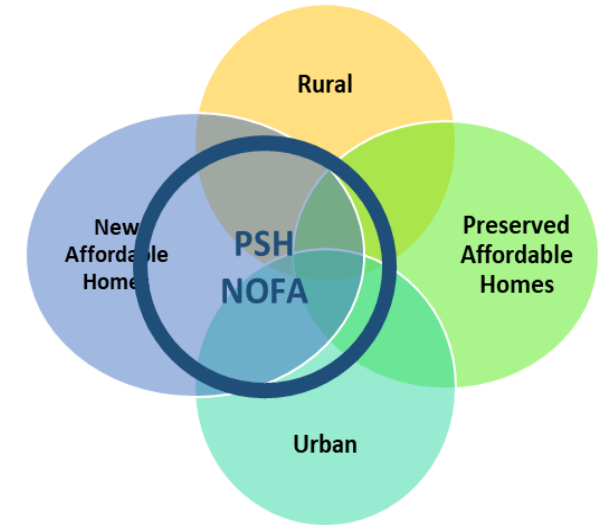 Rural
New
Affordable
Homes
PSH
NOFA
Preserved
Affordable
Homes
Urban